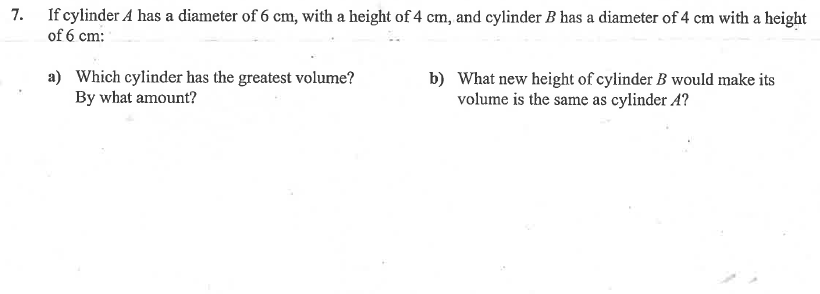 7. If cylinder A has a diameter of 6 cm, with a height of 4 cm, and cylinder B has a diameter of 4 cm with a height
of 6 cm:
a) Which cylinder has the greatest volume?
By what amount?
b) What new height of cylinder B would make its
volume is the same as cylinder A?